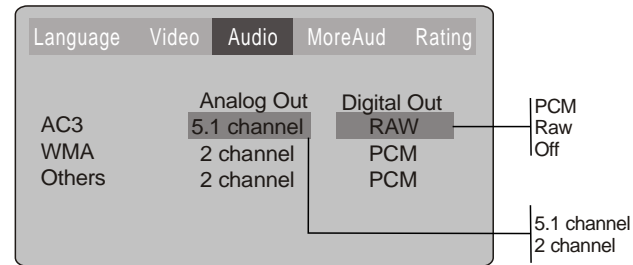 Language Video Audio MoreAud Rating
Analog Out Digital Out
AC3 5.1 channel RAW
WMA 2 channel PCM
Others 2 channel PCM
PCM
Raw
Off
5.1 channel
2 channel